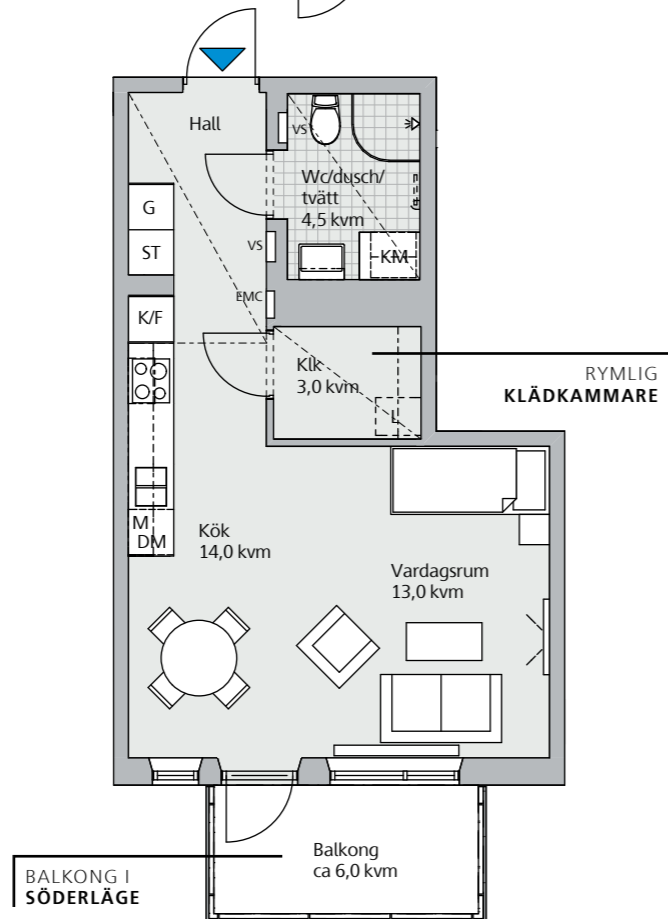 Hall
VS
Wc/dusch/
tvätt
4,5 kvm
G
ST
VS
KM
EMC
K/F
Klk
3,0 kvm
L
RYMLIG
KLÄDKAMMARE
M
DM
Kök
14,0 kvm
Vardagsrum
13,0 kvm
Balkong
ca 6,0 kvm
BALKONG I
SÖDERLÄGE